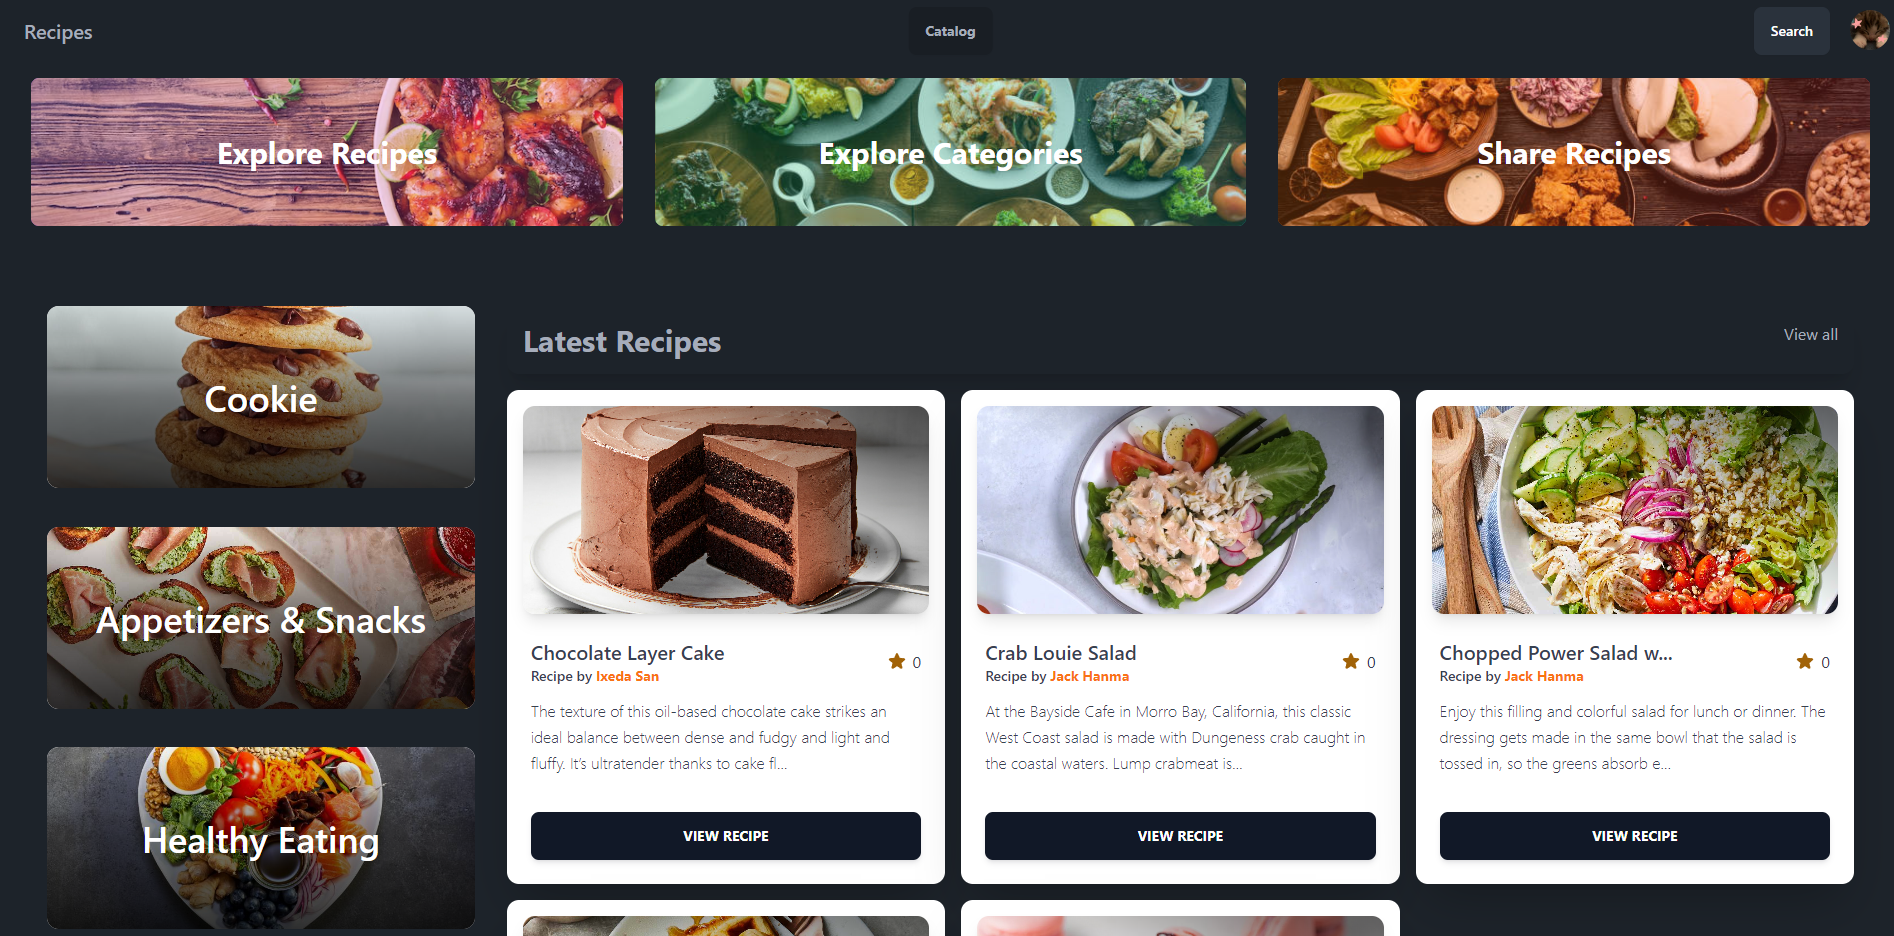 Recipes
Catalog
Search
Explore Recipes
Explore Categories
Share Recipes
Cookie
Appetizers & Snacks
Healthy Eating
Latest Recipes
View all
Chocolate Layer Cake
0
Recipe by Ixeda San
The texture of this oil-based chocolate cake strikes an
ideal balance between dense and fudgy and light and
fluffy. It’s ultratender thanks to cake fl...
VIEW RECIPE
Crab Louie Salad
0
Recipe by Jack Hanma
At the Bayside Cafe in Morro Bay, California, this classic
West Coast salad is made with Dungeness crab caught in
the coastal waters. Lump crabmeat is...
VIEW RECIPE
Chopped Power Salad w...
0
Recipe by Jack Hanma
Enjoy this filling and colorful salad for lunch or dinner. The
dressing gets made in the same bowl that the salad is
tossed in, so the greens absorb e...
VIEW RECIPE